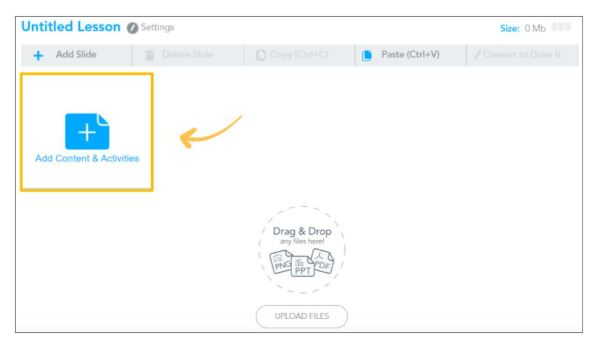 Untitled Lesson Settings Size: 0 Mb
+ Add Slide Delete Slide Copy (Ctrl+C) Paste (Ctrl+V) Convert to Draw It
Add Content & Activities
Drag & Drop
any files here!
PNG PPT PDF
UPLOAD FILES